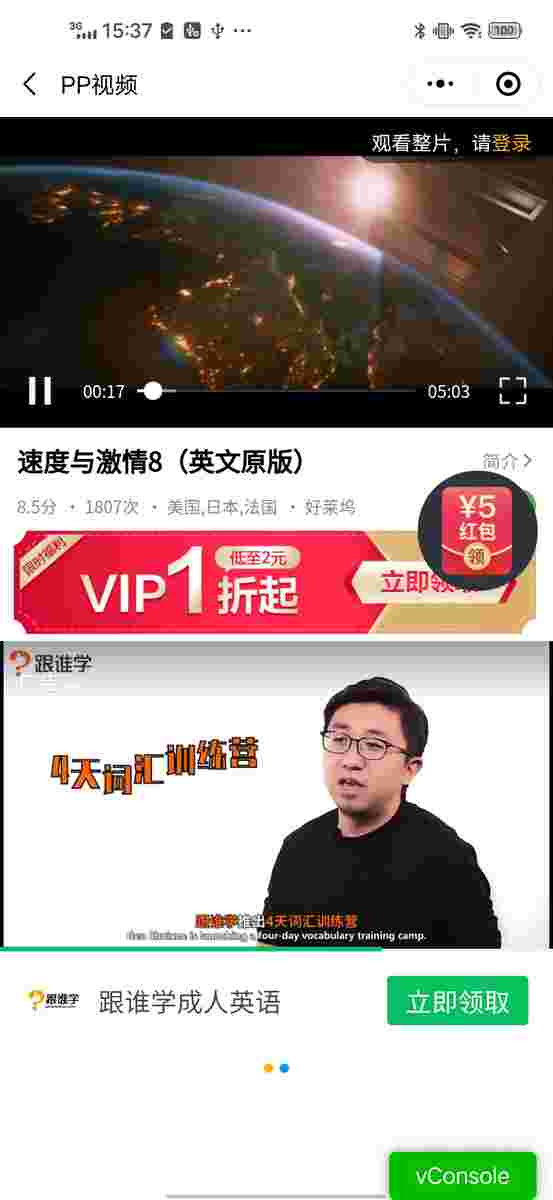 3G 15:37 100
PP视频
观看整片，请登录
00:17
05:03
速度与激情8（英文原版）
简介
8.5分 · 1807次 · 美国,日本,法国 · 好莱坞
¥5
红包
领
限时福利
VIP1折起
低至2元
立即领取
跟谁学
4天词汇训练营
跟谁学推出4天词汇训练营
is launching a four-day vocabulary training camp.
跟谁学
跟谁学成人英语
立即领取
vConsole